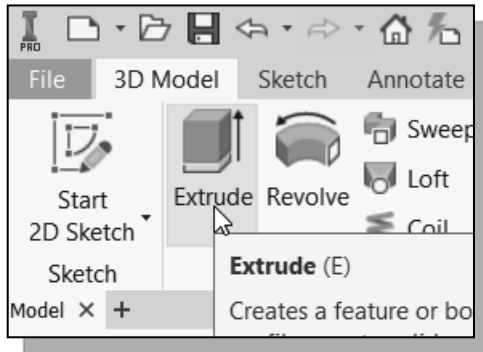 PRO
File 3D Model Sketch Annotate
Start
2D Sketch
Extrude
Revolve
Sweep
Loft
Coil
Sketch
Model × +
Extrude (E)
Creates a feature or bo